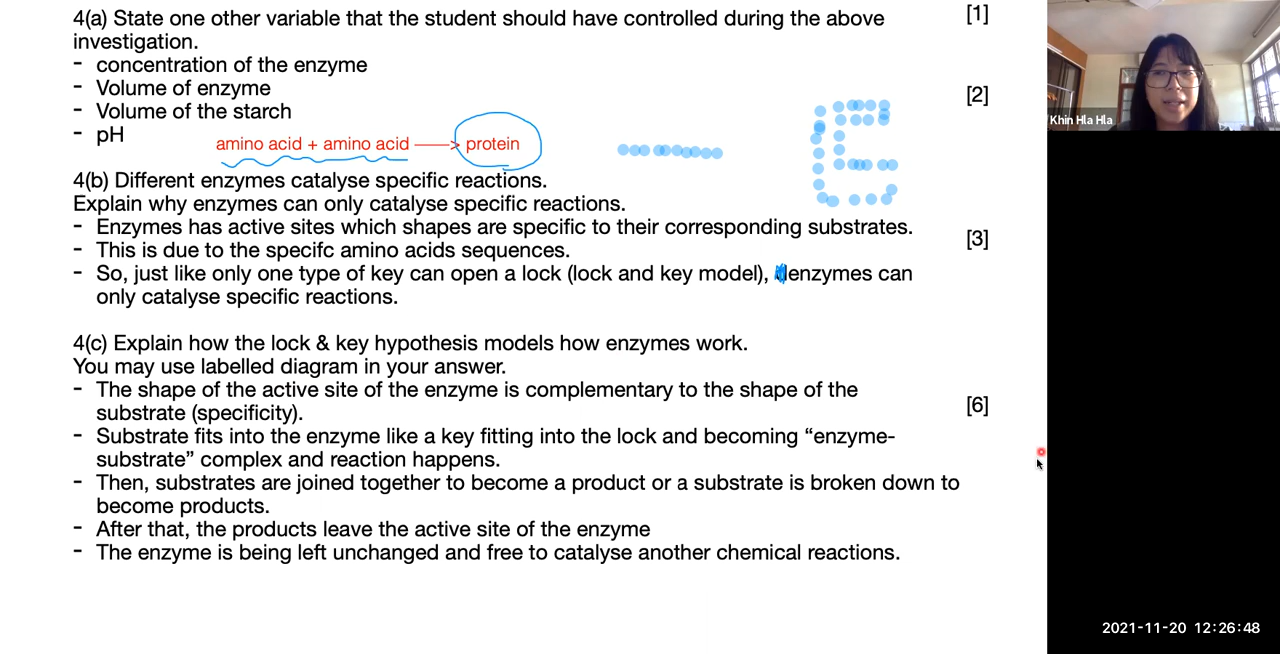 4(a) State one other variable that the student should have controlled during the above [1]
investigation.
- concentration of the enzyme
- Volume of enzyme [2]
- Volume of the starch
- pH
amino acid + amino acid → protein
4(b) Different enzymes catalyse specific reactions.
Explain why enzymes can only catalyse specific reactions.
- Enzymes has active sites which shapes are specific to their corresponding substrates.
- This is due to the specifc amino acids sequences. [3]
- So, just like only one type of key can open a lock (lock and key model), enzymes can
only catalyse specific reactions.
4(c) Explain how the lock & key hypothesis models how enzymes work.
You may use labelled diagram in your answer.
- The shape of the active site of the enzyme is complementary to the shape of the
substrate (specificity). [6]
- Substrate fits into the enzyme like a key fitting into the lock and becoming “enzyme-
substrate” complex and reaction happens.
- Then, substrates are joined together to become a product or a substrate is broken down to
become products.
- After that, the products leave the active site of the enzyme
- The enzyme is being left unchanged and free to catalyse another chemical reactions.
Khin Hla Hla
2021-11-20 12:26:48